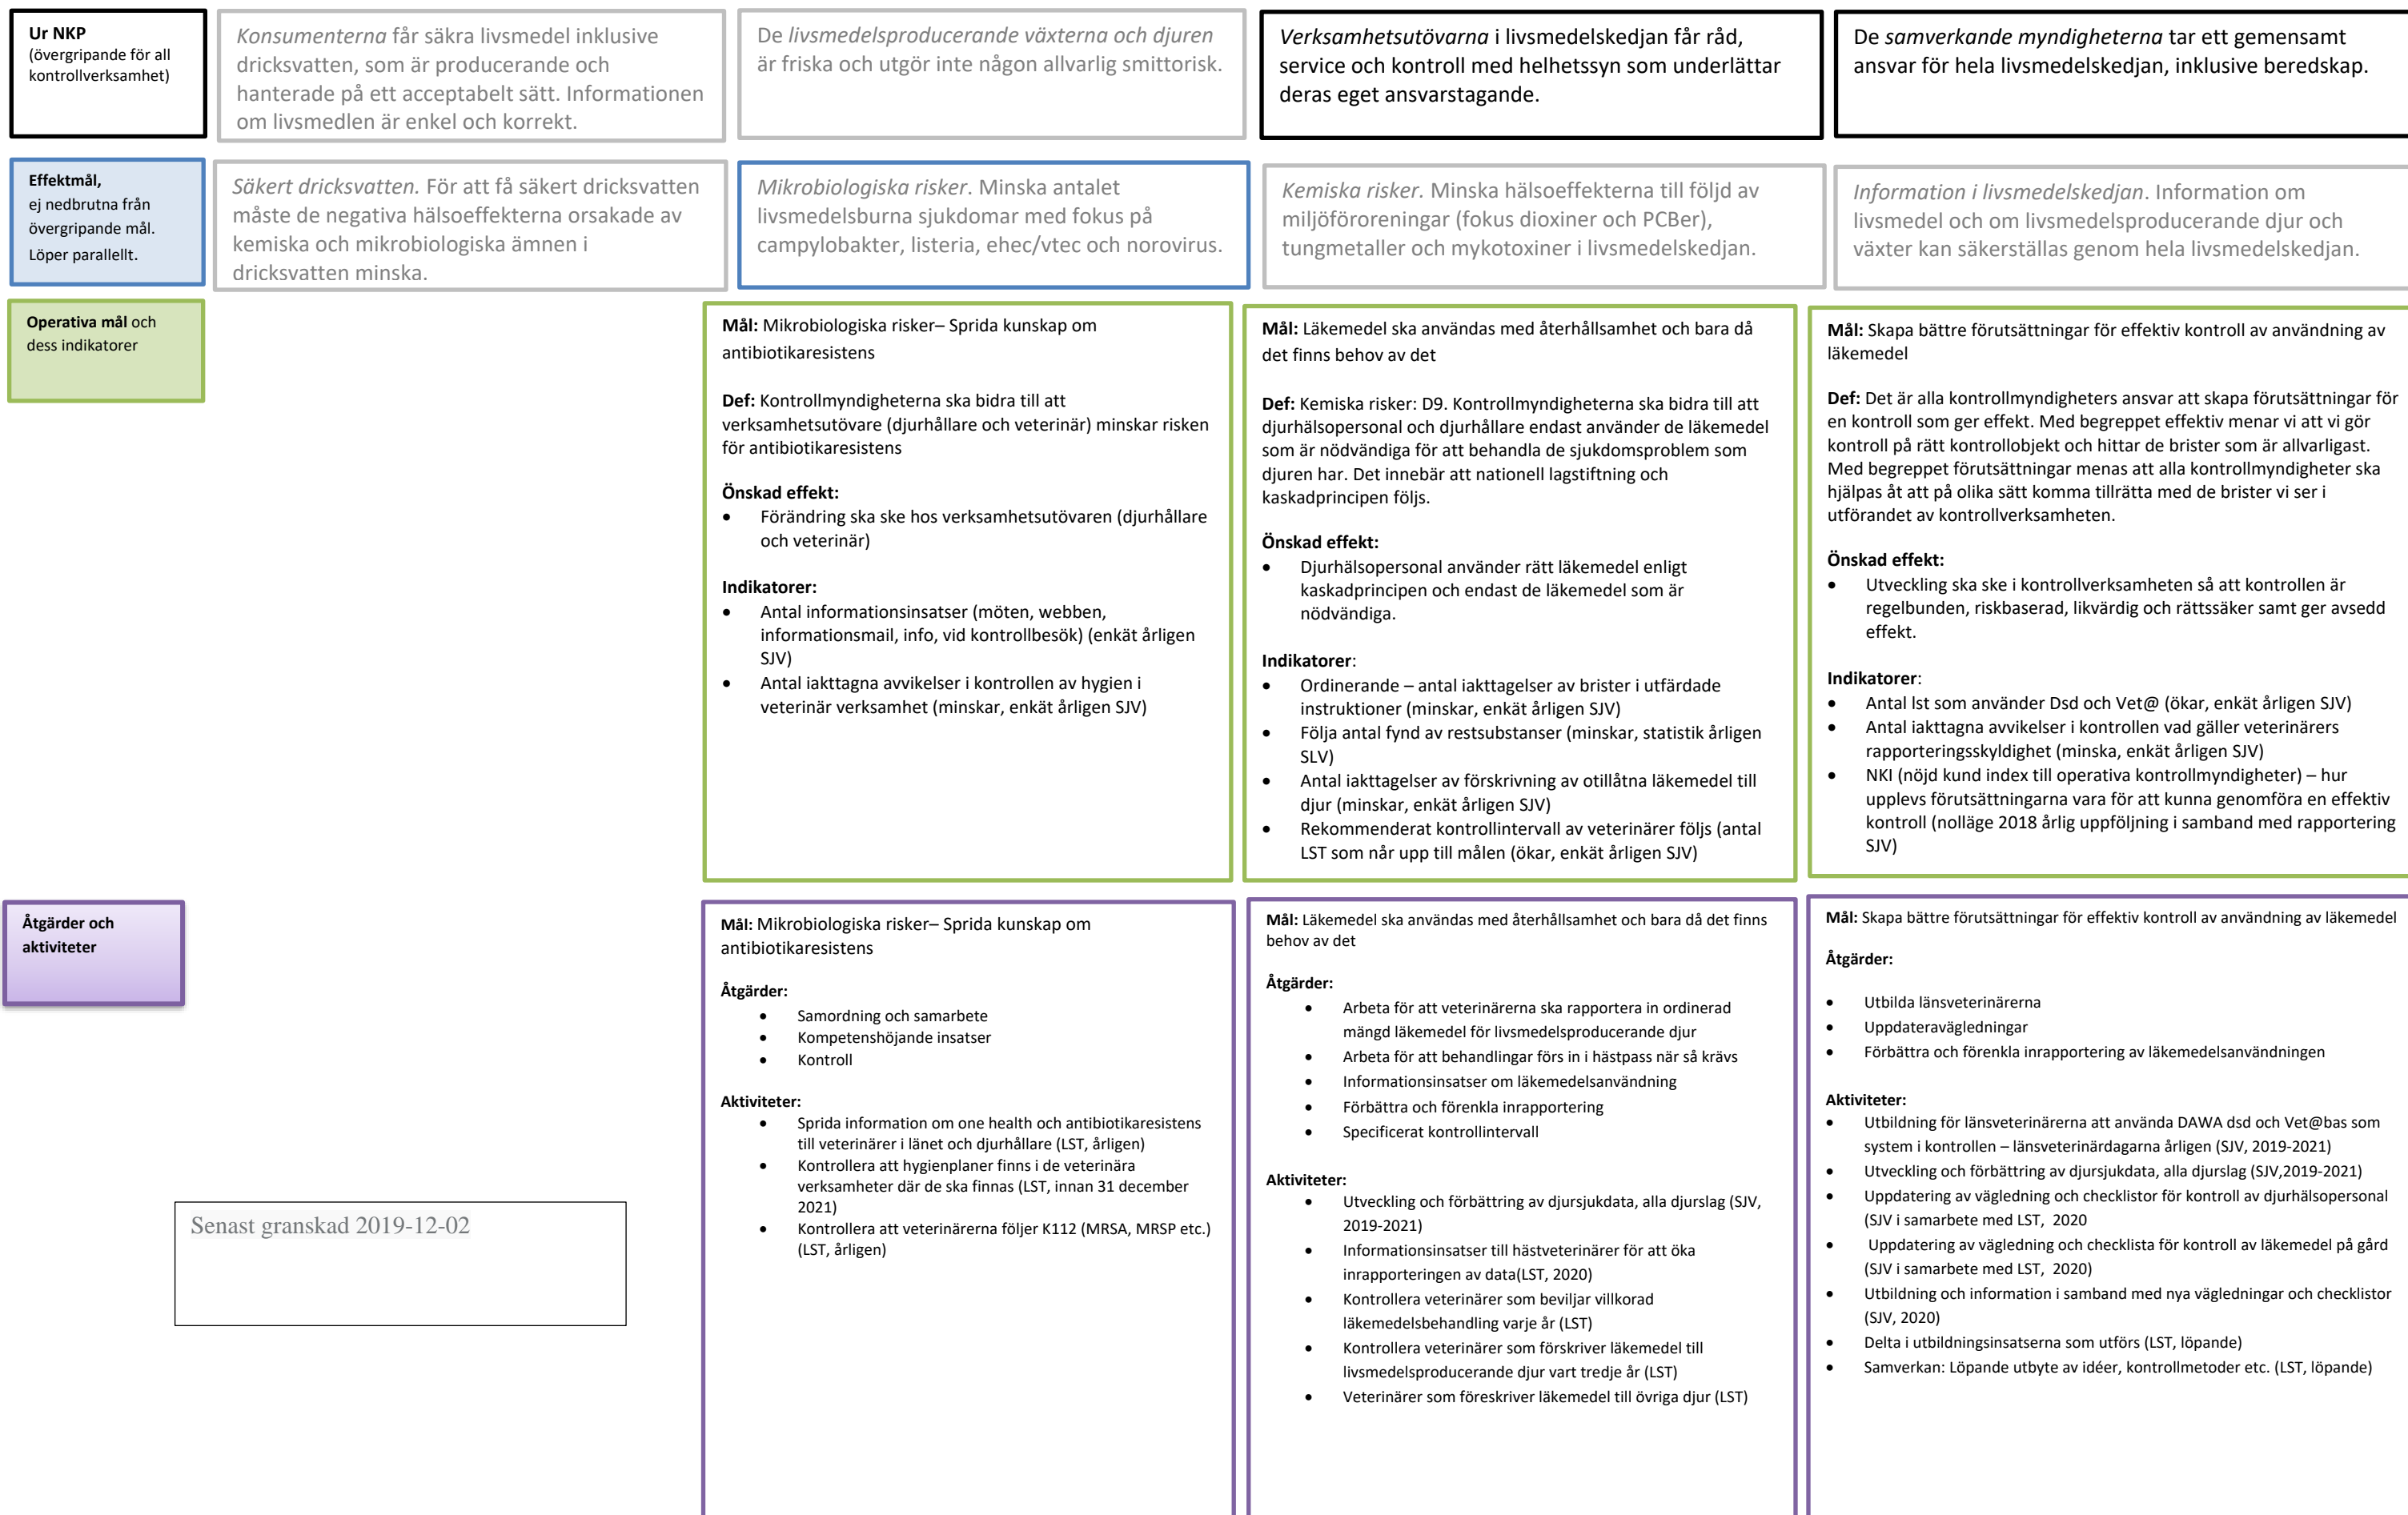 Ur NKP
(övergripande för all
kontrollverksamhet)
Konsumenterna får säkra livsmedel inklusive
dricksvatten, som är producerande och
hanterade på ett acceptabelt sätt. Informationen
om livsmedlen är enkel och korrekt.
De livsmedelsproducerande växterna och djuren
är friska och utgör inte någon allvarlig smittorisk.
Verksamhetsutövarna i livsmedelskedjan får råd,
service och kontroll med helhetssyn som underlättar
deras eget ansvarstagande.
De samverkande myndigheterna tar ett gemensamt
ansvar för hela livsmedelskedjan, inklusive beredskap.
Effektmål,
ej nedbrutna från
övergripande mål.
Löper parallellt.
Säkert dricksvatten. För att få säkert dricksvatten
måste de negativa hälsoeffekterna orsakade av
kemiska och mikrobiologiska ämnen i
dricksvatten minska.
Mikrobiologiska risker. Minska antalet
livsmedelsburna sjukdomar med fokus på
campylobakter, listeria, ehec/vtec och norovirus.
Kemiska risker. Minska hälsoeffekterna till följd av
miljöföroreningar (fokus dioxiner och PCBer),
tungmetaller och mykotoxiner i livsmedelskedjan.
Information i livsmedelskedjan. Information om
livsmedel och om livsmedelsproducerande djur och
växter kan säkerställas genom hela livsmedelskedjan.
Operativa mål och
dess indikatorer
Mål: Mikrobiologiska risker– Sprida kunskap om
antibiotikaresistens
Def: Kontrollmyndigheterna ska bidra till att
verksamhetsutövare (djurhållare och veterinär) minskar risken
för antibiotikaresistens
Önskad effekt:
• Förändring ska ske hos verksamhetsutövaren (djurhållare
och veterinär)
Indikatorer:
• Antal informationsinsatser (möten, webben,
informationsmail, info, vid kontrollbesök) (enkät årligen
SJV)
• Antal iakttagna avvikelser i kontrollen av hygien i
veterinär verksamhet (minskar, enkät årligen SJV)
Mål: Läkemedel ska användas med återhållsamhet och bara då
det finns behov av det
Def: Kemiska risker: D9. Kontrollmyndigheterna ska bidra till att
djurhälsopersonal och djurhållare endast använder de läkemedel
som är nödvändiga för att behandla de sjukdomsproblem som
djuren har. Det innebär att nationell lagstiftning och
kaskadprincipen följs.
Önskad effekt:
• Djurhälsopersonal använder rätt läkemedel enligt
kaskadprincipen och endast de läkemedel som är
nödvändiga.
Indikatorer:
• Ordinerande – antal iakttagelser av brister i utfärdade
instruktioner (minskar, enkät årligen SJV)
• Följa antal fynd av restsubstanser (minskar, statistik årligen
SLV)
• Antal iakttagelser av förskrivning av otillåtna läkemedel till
djur (minskar, enkät årligen SJV)
• Rekommenderat kontrollintervall av veterinärer följs (antal
LST som når upp till målen (ökar, enkät årligen SJV)
Mål: Skapa bättre förutsättningar för effektiv kontroll av användning av
läkemedel
Def: Det är alla kontrollmyndigheters ansvar att skapa förutsättningar för
en kontroll som ger effekt. Med begreppet effektiv menar vi att vi gör
kontroll på rätt kontrollobjekt och hittar de brister som är allvarligast.
Med begreppet förutsättningar menas att alla kontrollmyndigheter ska
hjälpas åt att på olika sätt komma tillrätta med de brister vi ser i
utförandet av kontrollverksamheten.
Önskad effekt:
• Utveckling ska ske i kontrollverksamheten så att kontrollen är
regelbunden, riskbaserad, likvärdig och rättssäker samt ger avsedd
effekt.
Indikatorer:
• Antal lst som använder Dsd och Vet@ (ökar, enkät årligen SJV)
• Antal iakttagna avvikelser i kontrollen vad gäller veterinärers
rapporteringsskyldighet (minska, enkät årligen SJV)
• NKI (nöjd kund index till operativa kontrollmyndigheter) – hur
upplevs förutsättningarna vara för att kunna genomföra en effektiv
kontroll (nolläge 2018 årlig uppföljning i samband med rapportering
SJV)
Åtgärder och
aktiviteter
Mål: Mikrobiologiska risker– Sprida kunskap om
antibiotikaresistens
Åtgärder:
• Samordning och samarbete
• Kompetenshöjande insatser
• Kontroll
Aktiviteter:
• Sprida information om one health och antibiotikaresistens
till veterinärer i länet och djurhållare (LST, årligen)
• Kontrollera att hygienplaner finns i de veterinära
verksamheter där de ska finnas (LST, innan 31 december
2021)
• Kontrollera att veterinärerna följer K112 (MRSA, MRSP etc.)
(LST, årligen)
Mål: Läkemedel ska användas med återhållsamhet och bara då det finns
behov av det
Åtgärder:
• Arbeta för att veterinärerna ska rapportera in ordinerad
mängd läkemedel för livsmedelsproducerande djur
• Arbeta för att behandlingar förs in i hästpass när så krävs
• Informationsinsatser om läkemedelsanvändning
• Förbättra och förenkla inrapportering
• Specificerat kontrollintervall
Aktiviteter:
• Utveckling och förbättring av djursjukdata, alla djurslag (SJV,
2019-2021)
• Informationsinsatser till hästveterinärer för att öka
inrapporteringen av data(LST, 2020)
• Kontrollera veterinärer som beviljar villkorad
läkemedelsbehandling varje år (LST)
• Kontrollera veterinärer som förskriver läkemedel till
livsmedelsproducerande djur vart tredje år (LST)
• Veterinärer som föreskriver läkemedel till övriga djur (LST)
Mål: Skapa bättre förutsättningar för effektiv kontroll av användning av läkemedel
Åtgärder:
• Utbilda länsveterinärerna
• Uppdateravägledningar
• Förbättra och förenkla inrapportering av läkemedelsanvändningen
Aktiviteter:
• Utbildning för länsveterinärerna att använda DAWA dsd och Vet@bas som
system i kontrollen – länsveterinärdagarna årligen (SJV, 2019-2021)
• Utveckling och förbättring av djursjukdata, alla djurslag (SJV,2019-2021)
• Uppdatering av vägledning och checklistor för kontroll av djurhälsopersonal
(SJV i samarbete med LST, 2020
• Uppdatering av vägledning och checklista för kontroll av läkemedel på gård
(SJV i samarbete med LST, 2020)
• Utbildning och information i samband med nya vägledningar och checklistor
(SJV, 2020)
• Delta i utbildningsinsatserna som utförs (LST, löpande)
• Samverkan: Löpande utbyte av idéer, kontrollmetoder etc. (LST, löpande)
Senast granskad 2019-12-02